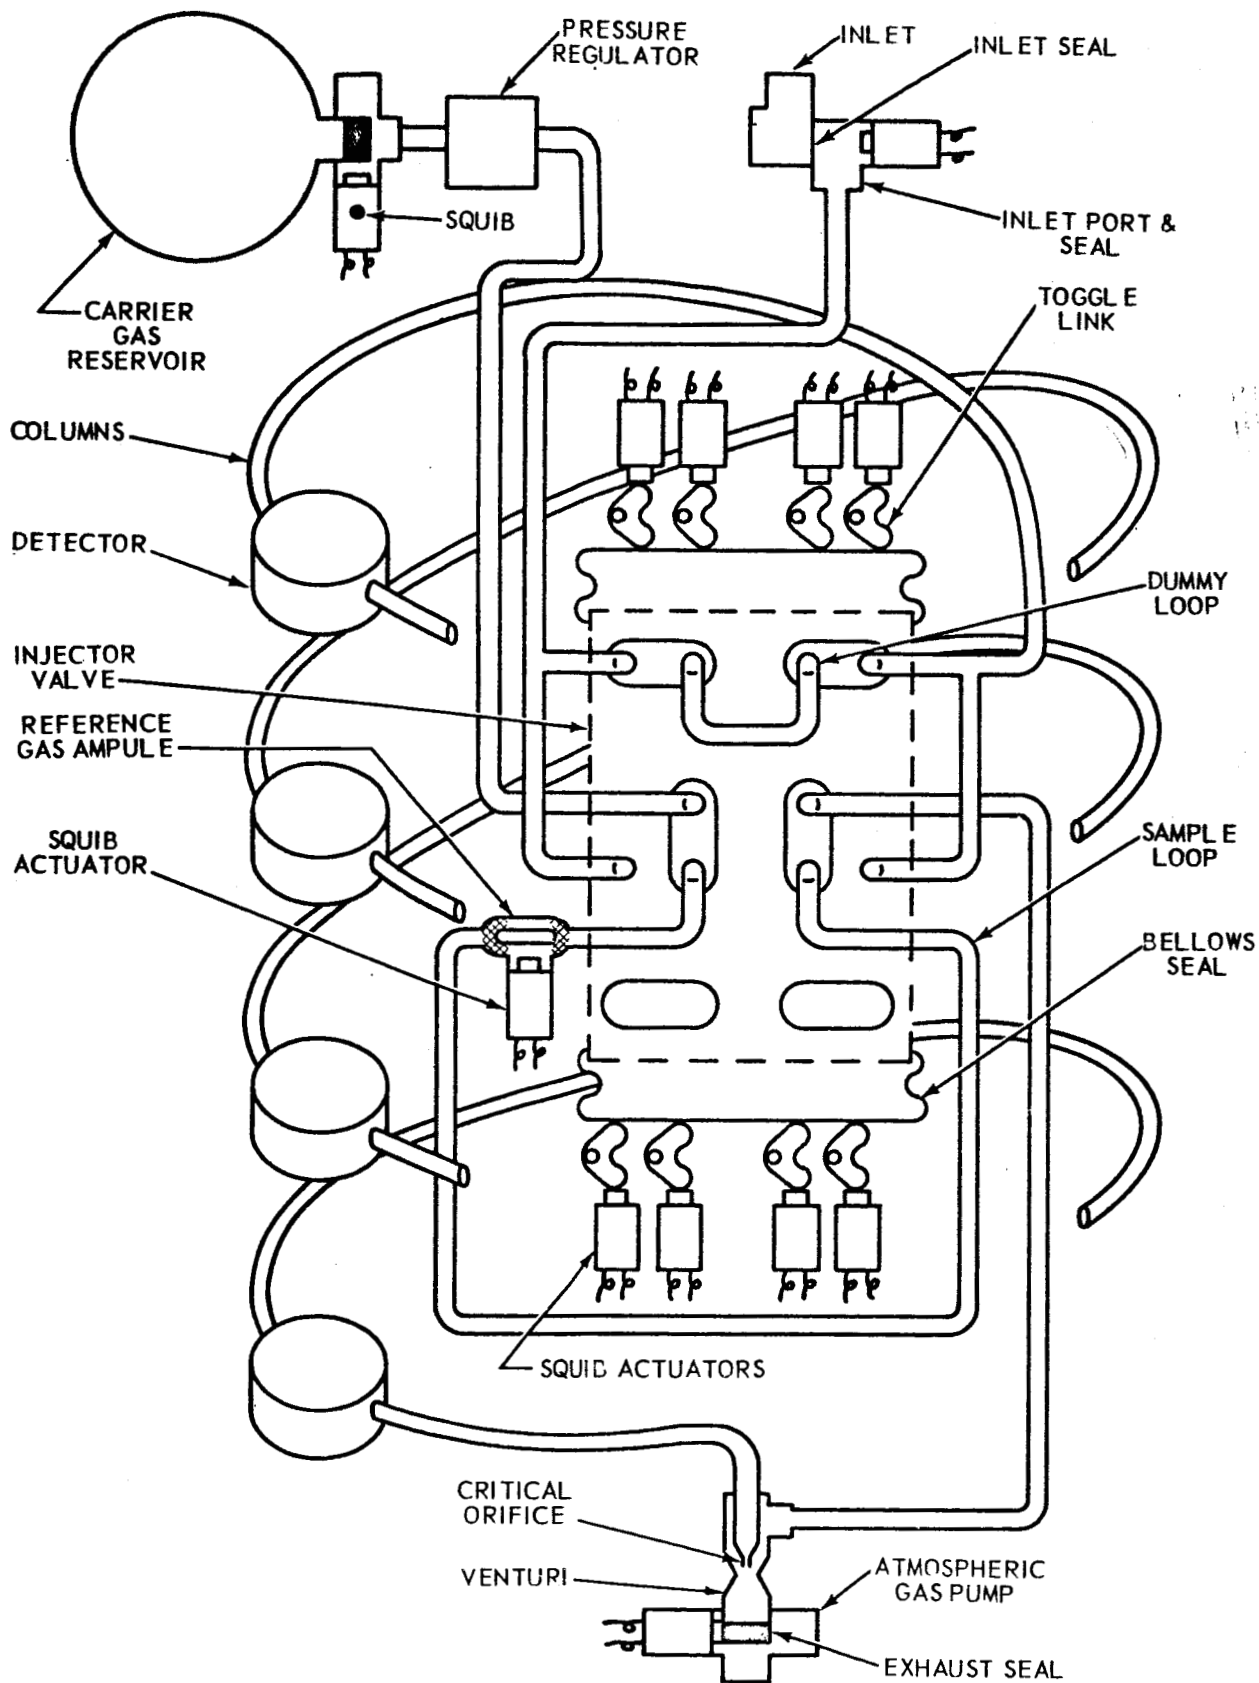 PRESSURE
REGULATOR
INLET
INLET SEAL
SQUIB
INLET PORT &
SEAL
CARRIER
GAS
RESERVOIR
TOGGLE
LINK
COLUMNS
DETECTOR
DUMMY
LOOP
INJECTOR
VALVE
REFERENCE
GAS AMPULE
SQUIB
ACTUATOR
SAMPLE
LOOP
BELLOWS
SEAL
SQUIB ACTUATORS
CRITICAL
ORIFICE
VENTURI
ATMOSPHERIC
GAS PUMP
EXHAUST SEAL